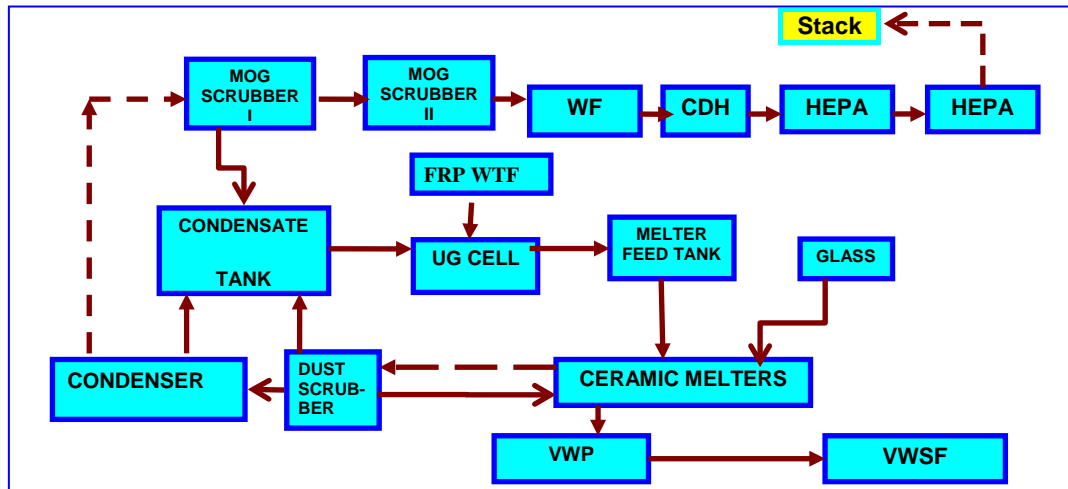 Stack
MOG
SCRUBBER
I
MOG
SCRUBBER
II
WF
CDH
HEPA
HEPA
FRP WTF
CONDENSATE
TANK
UG CELL
MELTER
FEED TANK
GLASS
CONDENSER
DUST
SCRUB-
BER
CERAMIC MELTERS
VWP
VWSF